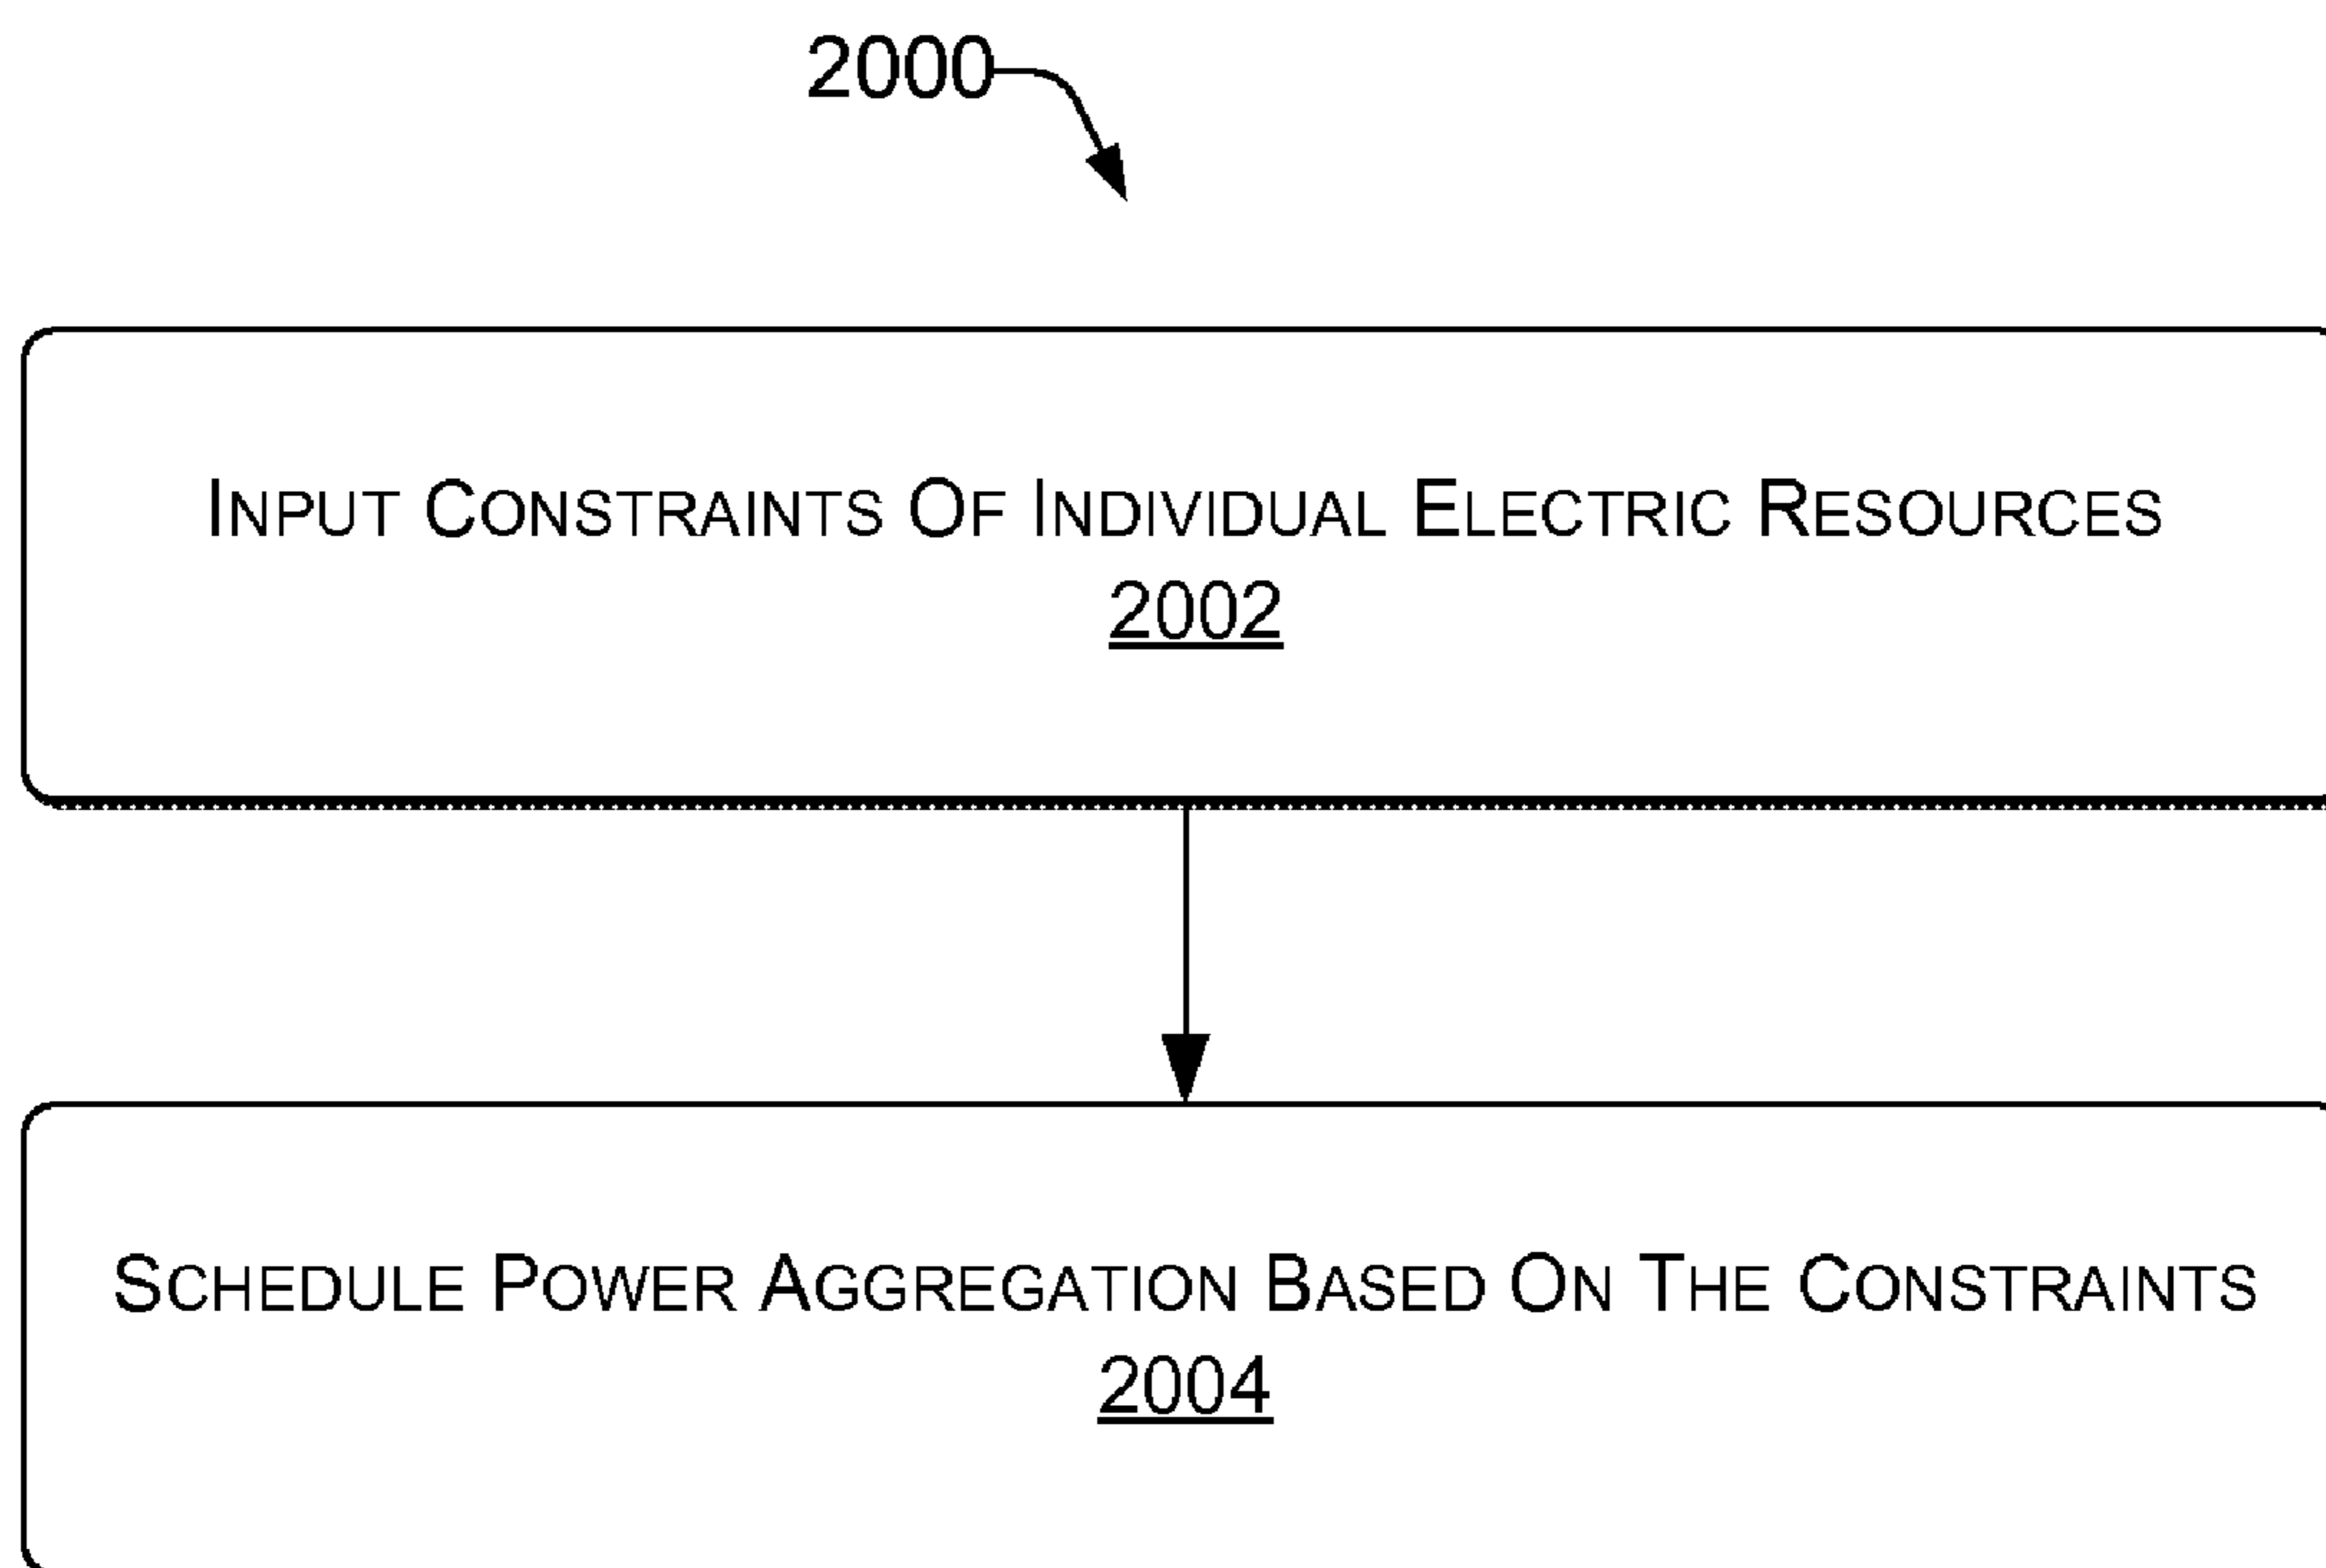 2000
INPUT CONSTRAINTS OF INDIVIDUAL ELECTRIC RESOURCES
2002
SCHEDULE POWER AGGREGATION BASED ON THE CONSTRAINTS
2004